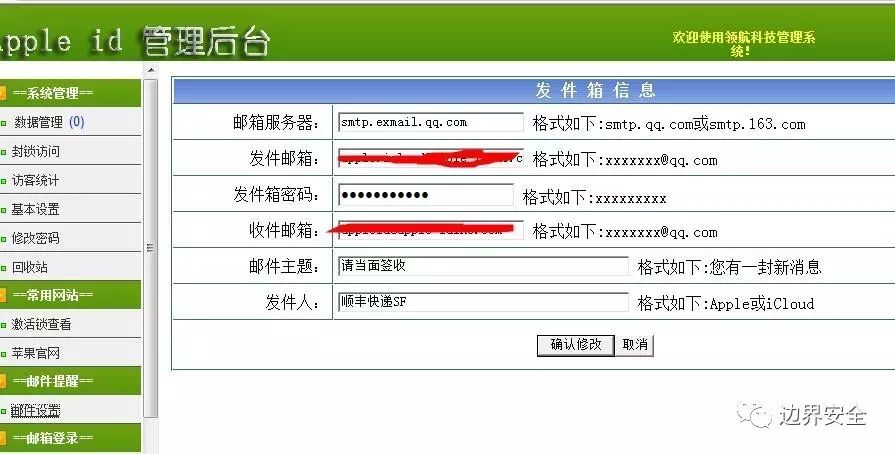 Apple id 管理后台
欢迎使用领航科技管理系
统!
==系统管理==
数据管理 (0)
封锁访问
访客统计
基本设置
修改密码
回收站
==常用网站==
激活锁查看
苹果官网
==邮件提醒==
邮件设置
==邮箱登录==
发 件 箱 信 息
邮箱服务器: smtp.exmail.qq.com 格式如下:smtp.qq.com或smtp.163.com
发件邮箱: 格式如下:xxxxxxx@qq.com
发件箱密码: ●●●●●●●●●●● 格式如下:xxxxxxxxx
收件邮箱: 格式如下:xxxxxxx@qq.com
邮件主题: 请当面签收 格式如下:您有一封新消息
发件人: 顺丰快递SF 格式如下:Apple或iCloud
确认修改 取消
边界安全